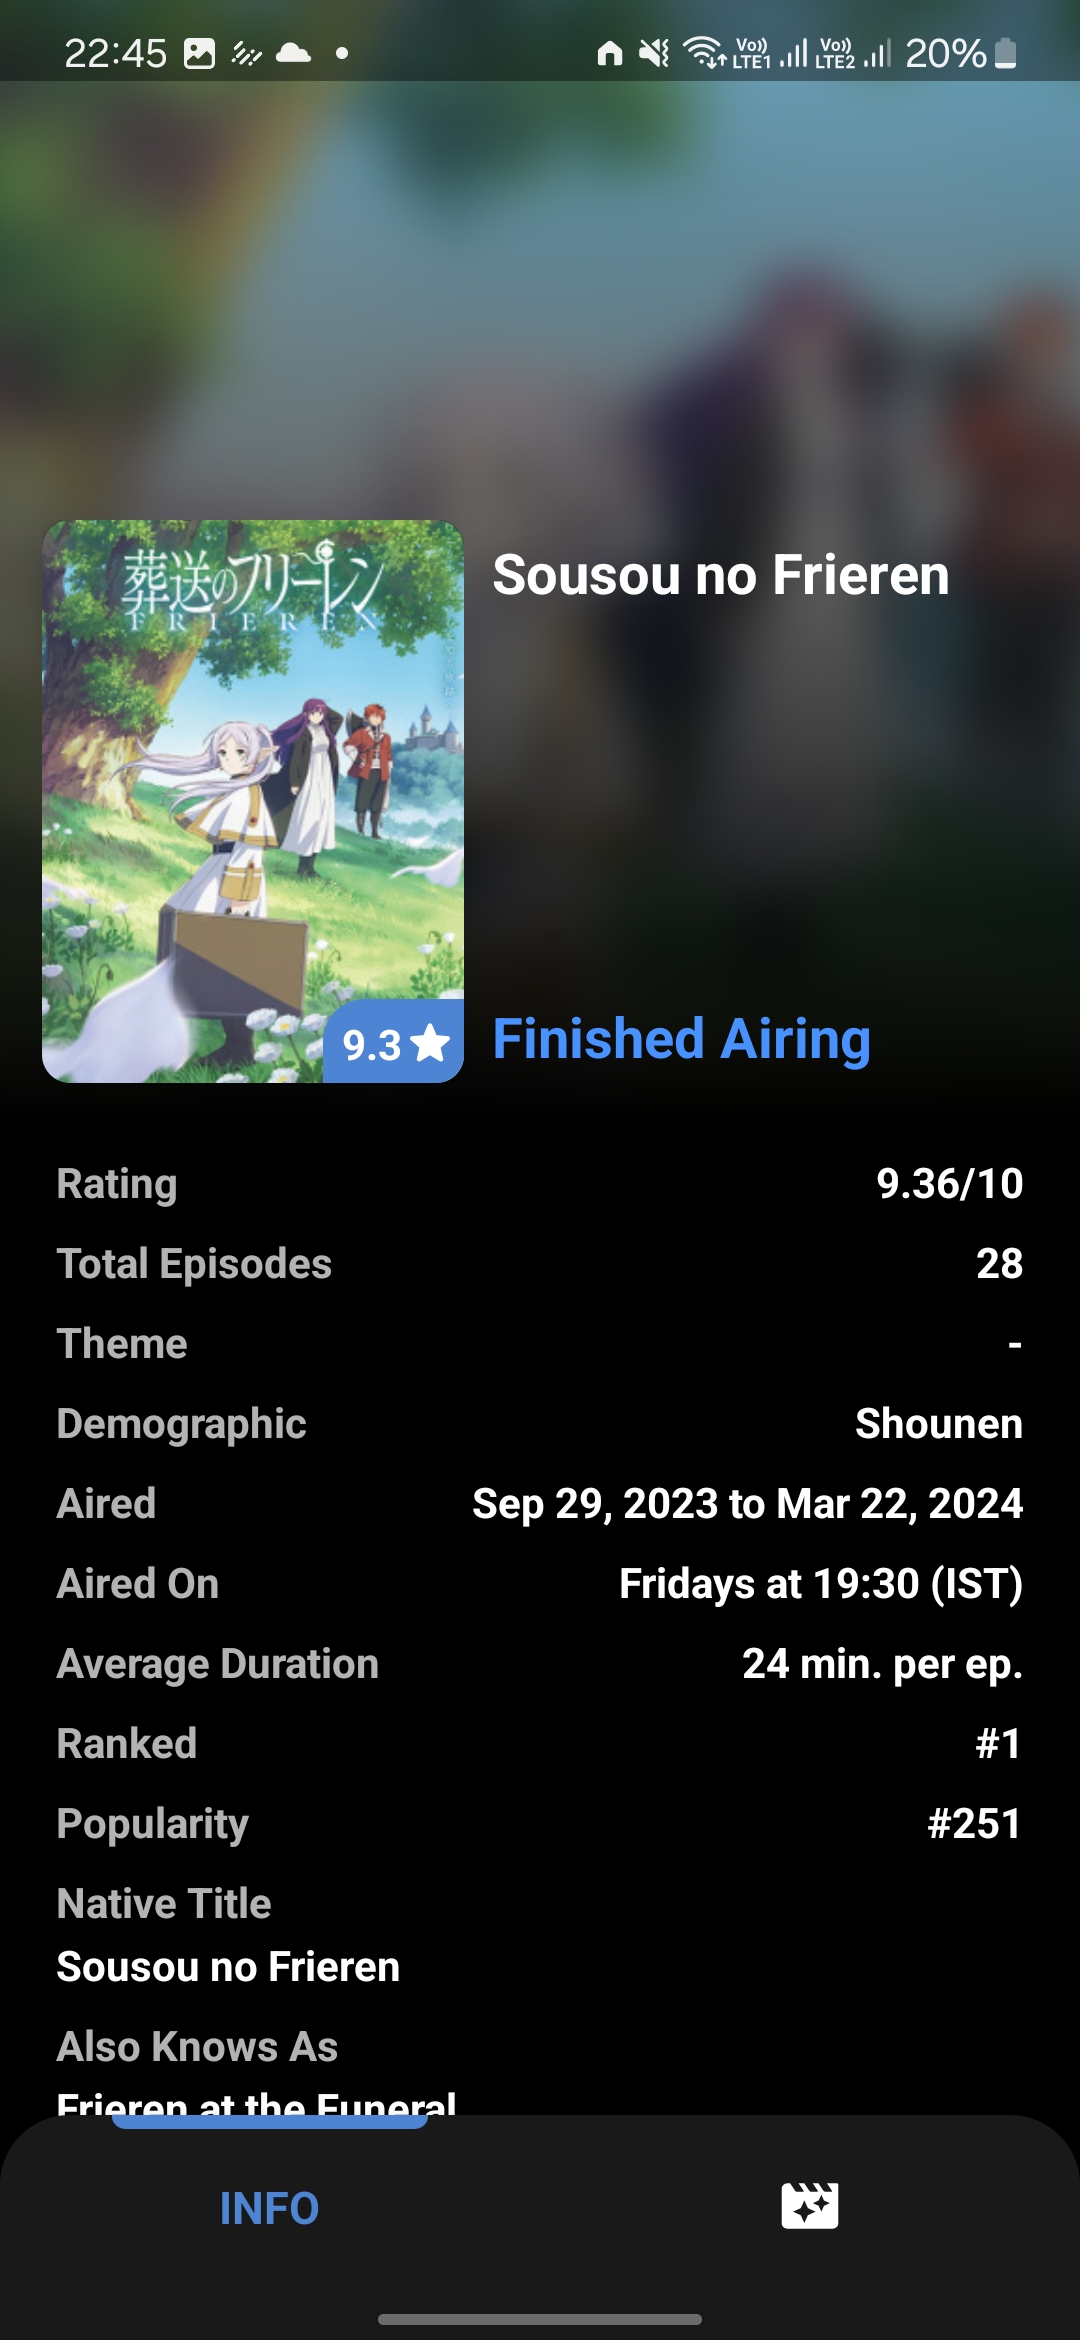 22:45
Vo)) LTE1 Vo)) LTE2 20%
葬送のフリーレン
FRIEREN
Sousou no Frieren
9.3
Finished Airing
Rating 9.36/10
Total Episodes 28
Theme -
Demographic Shounen
Aired Sep 29, 2023 to Mar 22, 2024
Aired On Fridays at 19:30 (IST)
Average Duration 24 min. per ep.
Ranked #1
Popularity #251
Native Title
Sousou no Frieren
Also Knows As
Frieren at the Funeral
INFO